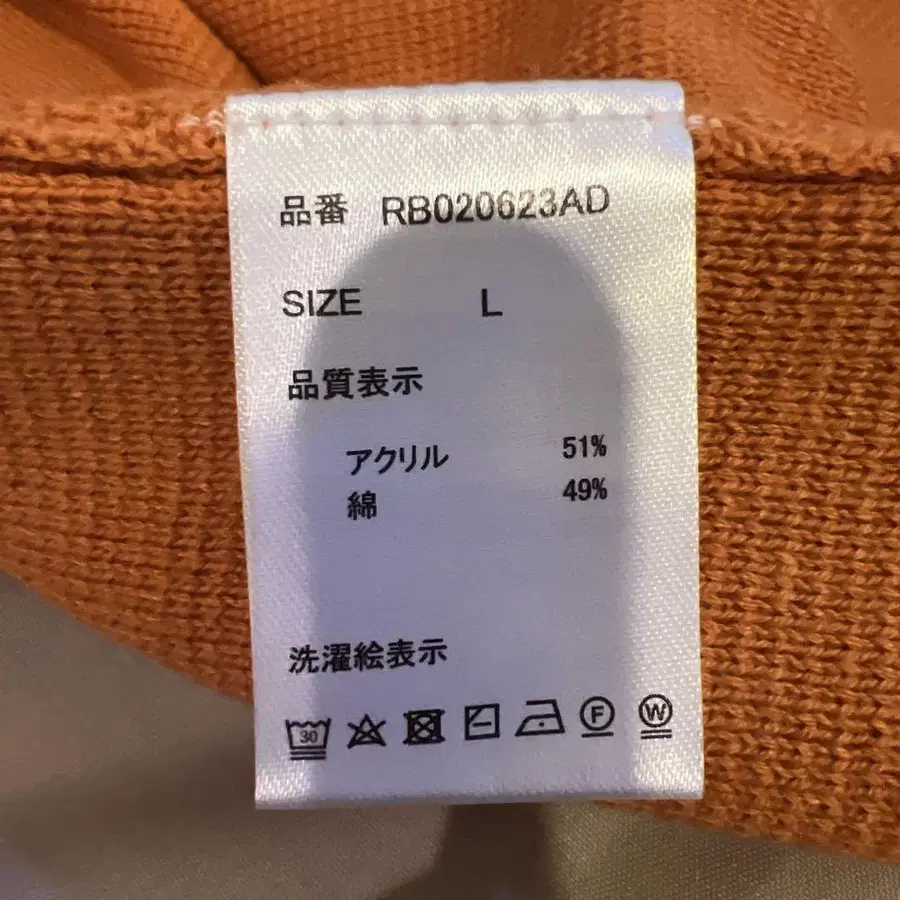 品番 RB020623AD
SIZE L
品質表示
アクリル 51%
綿 49%
洗濯絵表示
30 F W